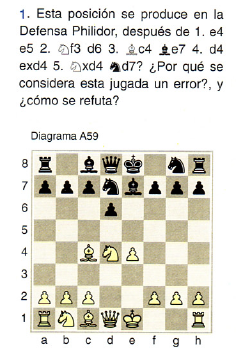 1. Esta posición se produce en la
Defensa Philidor, después de 1. e4
e5 2. ♘f3 d6 3. ♗c4 ♝e7 4. d4
exd4 5. ♘xd4 ♞d7? ¿Por qué se
considera esta jugada un error?, y
¿cómo se refuta?
Diagrama A59
8
7
6
5
4
3
2
1
a b c d e f g h